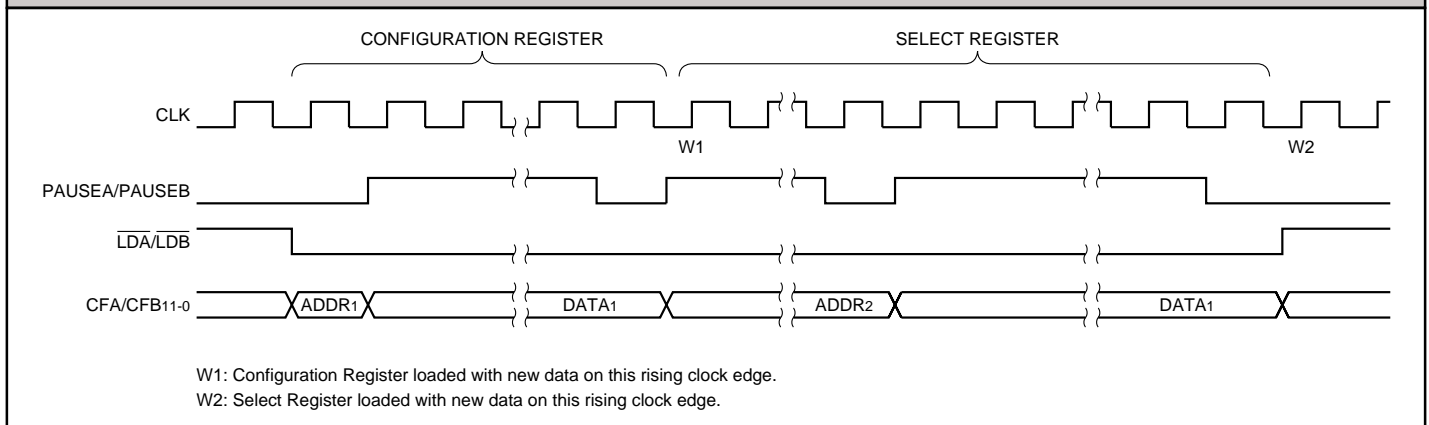 CONFIGURATION REGISTER
SELECT REGISTER
CLK
W1
W2
PAUSEA/PAUSEB
LDA/LDB
CFA/CFB11-0
ADDR1
DATA1
ADDR2
DATA1
W1: Configuration Register loaded with new data on this rising clock edge.
W2: Select Register loaded with new data on this rising clock edge.